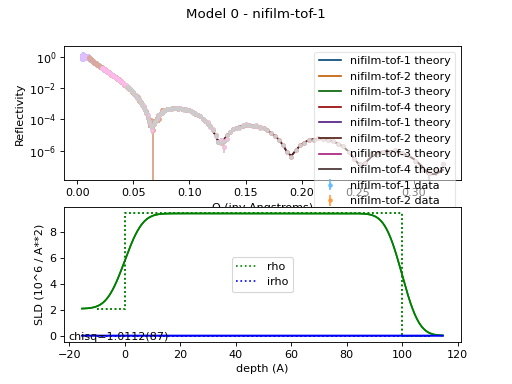 Model 0 - nifilm-tof-1
10^0
10^-2
10^-4
10^-6
Reflectivity
nifilm-tof-1 theory
nifilm-tof-2 theory
nifilm-tof-3 theory
nifilm-tof-4 theory
nifilm-tof-1 theory
nifilm-tof-2 theory
nifilm-tof-3 theory
nifilm-tof-4 theory
nifilm-tof-1 data
nifilm-tof-2 data
0.00 0.05 0.10 0.15 0.20 0.25 0.30
Q (inv Angstroms)
SLD (10^6 / A**2)
8
6
4
2
0
rho
irho
chisq=1.0112(87)
−20 0 20 40 60 80 100 120
depth (A)